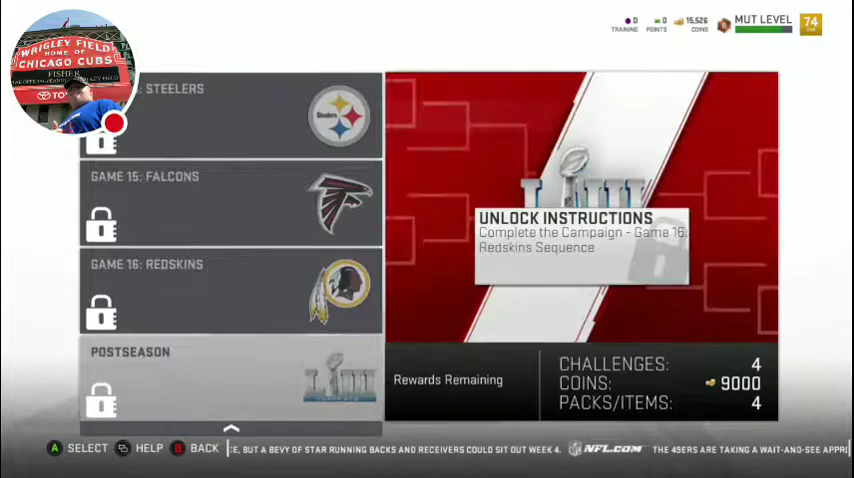 0
TRAINING
0
POINTS
15,526
COINS
MUT LEVEL
74
WRIGLEY FIELD
HOME OF
CHICAGO CUBS
FISHER
: STEELERS
Steelers
GAME 15: FALCONS
GAME 16: REDSKINS
POSTSEASON
UNLOCK INSTRUCTIONS
Complete the Campaign - Game 16:
Redskins Sequence
Rewards Remaining
CHALLENGES: 4
COINS: 9000
PACKS/ITEMS: 4
A SELECT HELP B BACK
CE, BUT A BEVY OF STAR RUNNING BACKS AND RECEIVERS COULD SIT OUT WEEK 4. NFL.COM THE 49ERS ARE TAKING A WAIT-AND-SEE APPR